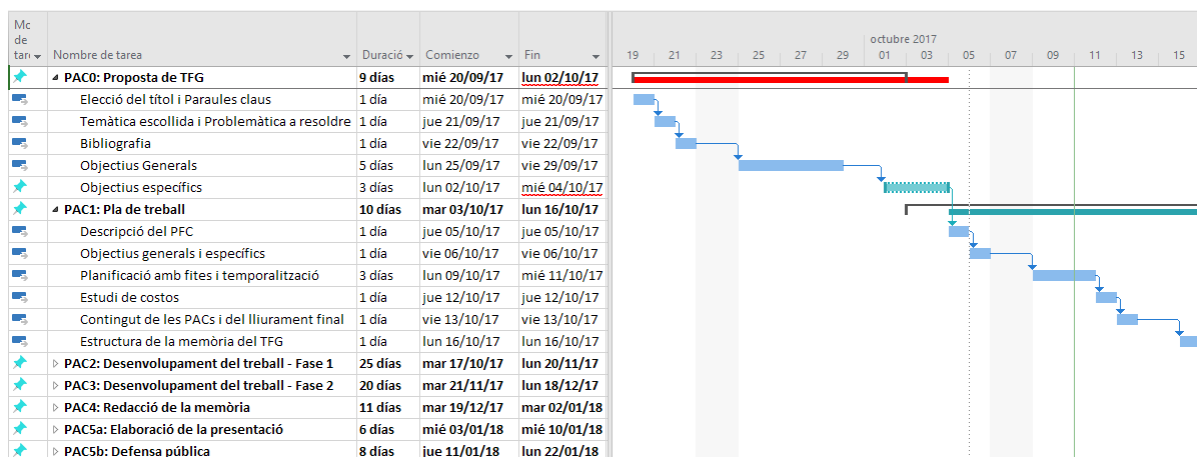 Mc
de
tare Nombre de tarea Duració Comienzo Fin
octubre 2017
19 21 23 25 27 29 01 03 05 07 09 11 13 15
PAC0: Proposta de TFG 9 días mié 20/09/17 lun 02/10/17
Elecció del títol i Paraules claus 1 día mié 20/09/17 mié 20/09/17
Temàtica escollida i Problemàtica a resoldre 1 día jue 21/09/17 jue 21/09/17
Bibliografia 1 día vie 22/09/17 vie 22/09/17
Objectius Generals 5 días lun 25/09/17 vie 29/09/17
Objectius específics 3 días lun 02/10/17 mié 04/10/17
PAC1: Pla de treball 10 días mar 03/10/17 lun 16/10/17
Descripció del PFC 1 día jue 05/10/17 jue 05/10/17
Objectius generals i específics 1 día vie 06/10/17 vie 06/10/17
Planificació amb fites i temporalització 3 días lun 09/10/17 mié 11/10/17
Estudi de costos 1 día jue 12/10/17 jue 12/10/17
Contingut de les PACs i del lliurament final 1 día vie 13/10/17 vie 13/10/17
Estructura de la memòria del TFG 1 día lun 16/10/17 lun 16/10/17
PAC2: Desenvolupament del treball - Fase 1 25 días mar 17/10/17 lun 20/11/17
PAC3: Desenvolupament del treball - Fase 2 20 días mar 21/11/17 lun 18/12/17
PAC4: Redacció de la memòria 11 días mar 19/12/17 mar 02/01/18
PAC5a: Elaboració de la presentació 6 días mié 03/01/18 mié 10/01/18
PAC5b: Defensa pública 8 días jue 11/01/18 lun 22/01/18